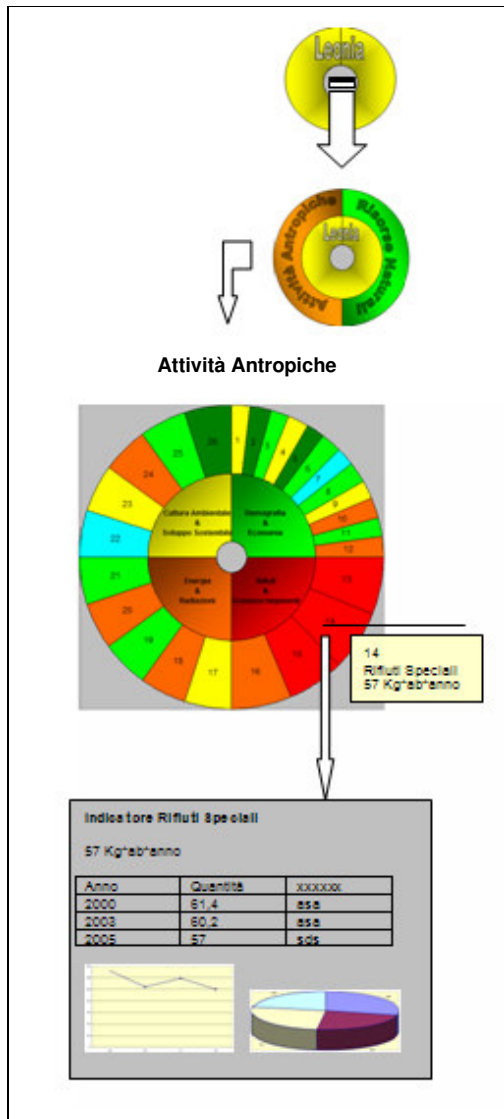 Leonia
Attività Antropiche
Risorse Naturali
Leonia
Attività Antropiche
1
2
3
4
5
6
7
8
9
10
11
12
13
14
15
16
17
18
19
20
21
22
23
24
25
26
Cultura Ambientale
&
Sviluppo Sostenibile
Demografia
&
Economia
Energia
&
Radiazioni
Rifiuti
&
14
Rifiuti Speciali
57 Kg*ab*anno
Indicatore Rifiuti Speciali
57 Kg*ab*anno
Anno Quantità xxxxxx
2000 61,4 asa
2003 60,2 asa
2005 57 sds